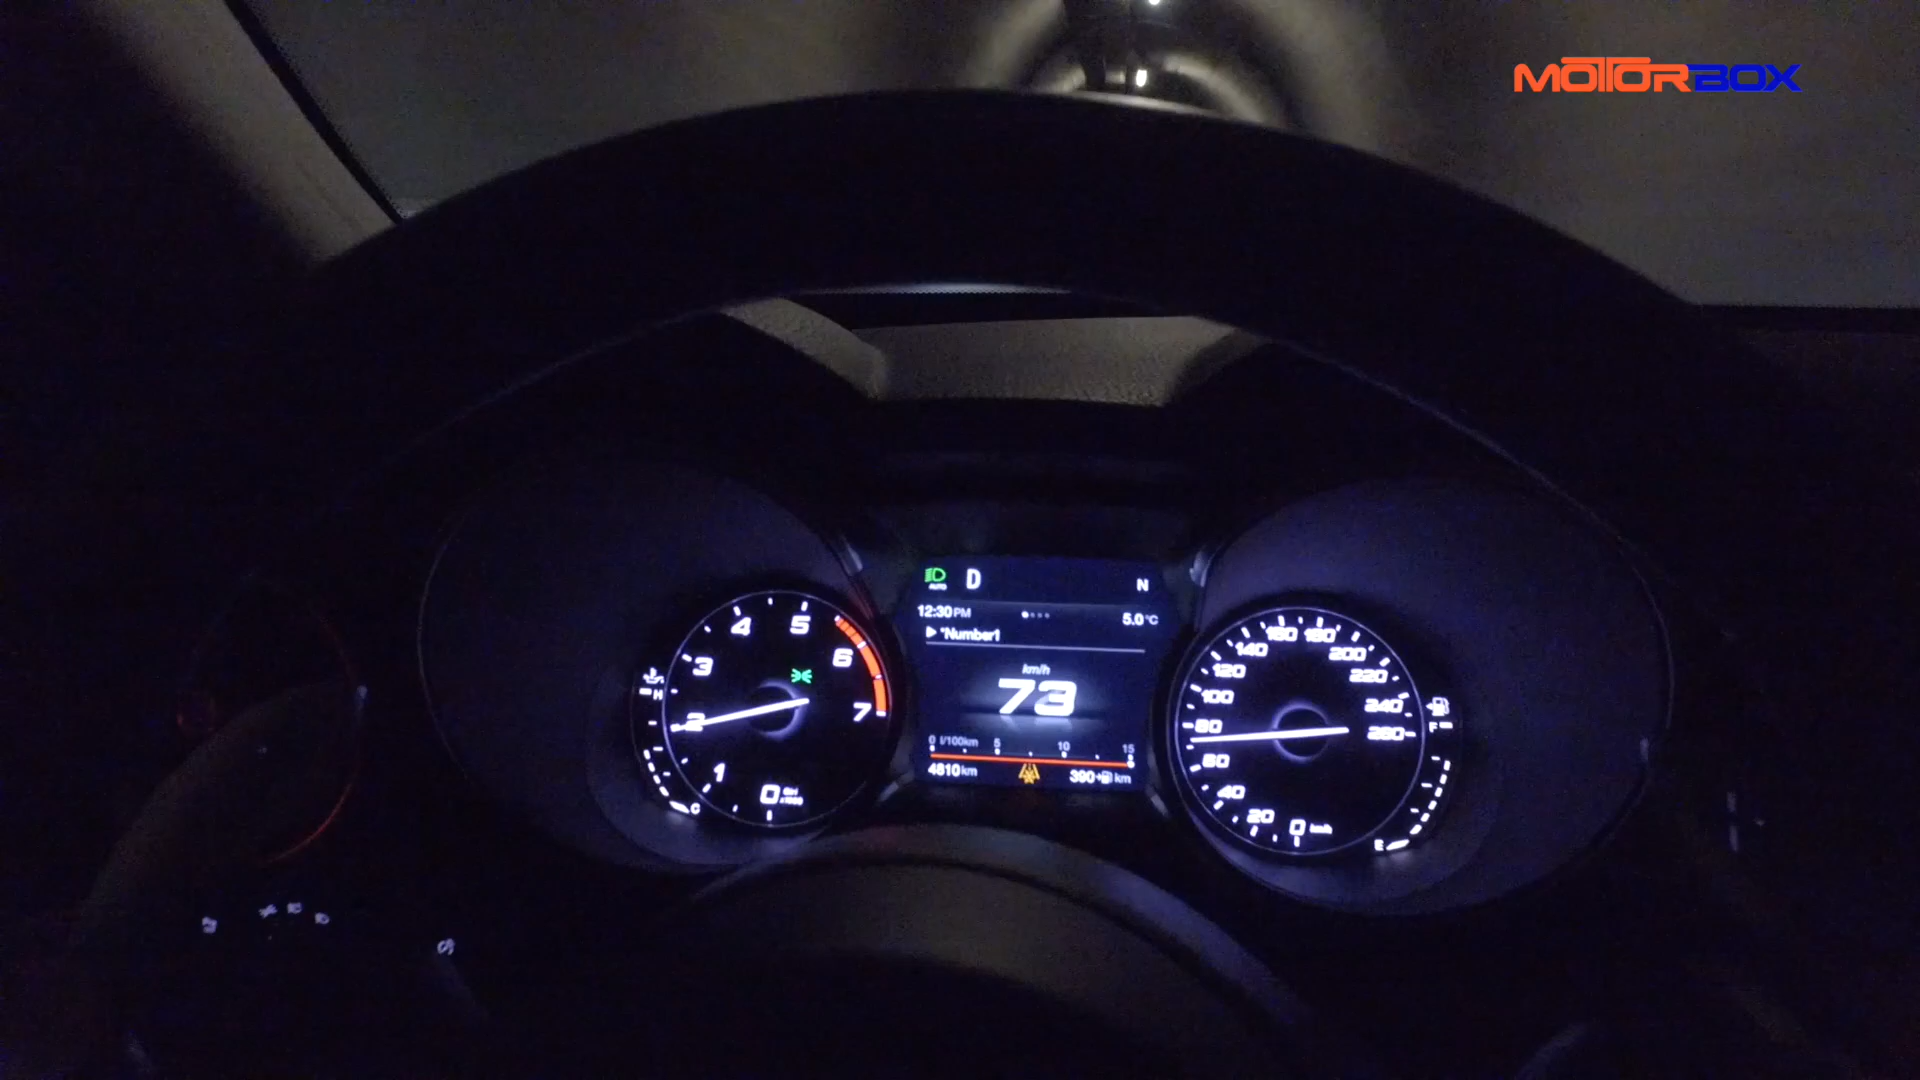 MOTORBOX
AUTO D N
12:30 PM 5.0°C
*Number1
km/h
73
0 l/100km 5 10 15
4810 km 390 km
0 1 2 3 4 5 6 7
H
C
0 20 40 60 80 100 120 140 160 180 200 220 240 260
km/h
F
E